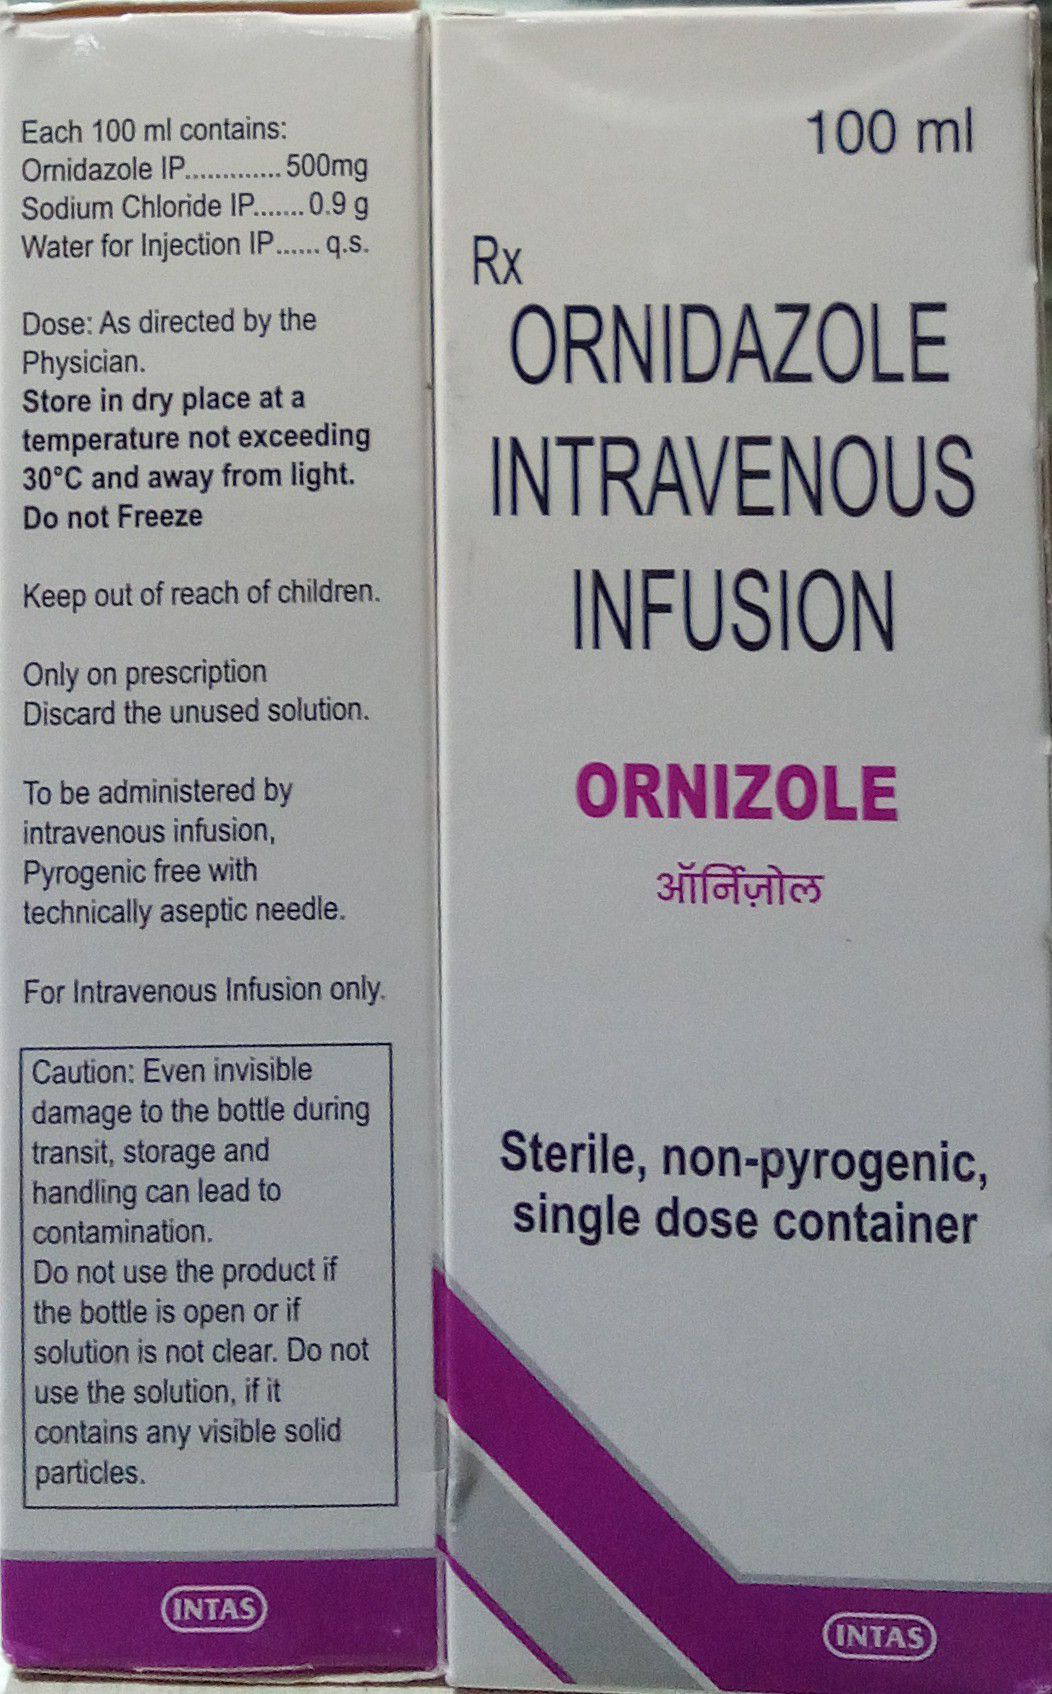 Each 100 ml contains:
Ornidazole IP.............500mg
Sodium Chloride IP.......0.9 g
Water for Injection IP...... q.s.
Dose: As directed by the
Physician.
Store in dry place at a
temperature not exceeding
30°C and away from light.
Do not Freeze
Keep out of reach of children.
Only on prescription
Discard the unused solution.
To be administered by
intravenous infusion,
Pyrogenic free with
technically aseptic needle.
For Intravenous Infusion only.
Caution: Even invisible
damage to the bottle during
transit, storage and
handling can lead to
contamination.
Do not use the product if
the bottle is open or if
solution is not clear. Do not
use the solution, if it
contains any visible solid
particles.
INTAS
100 ml
Rx
ORNIDAZOLE
INTRAVENOUS
INFUSION
ORNIZOLE
ऑर्निज़ोल
Sterile, non-pyrogenic,
single dose container
INTAS